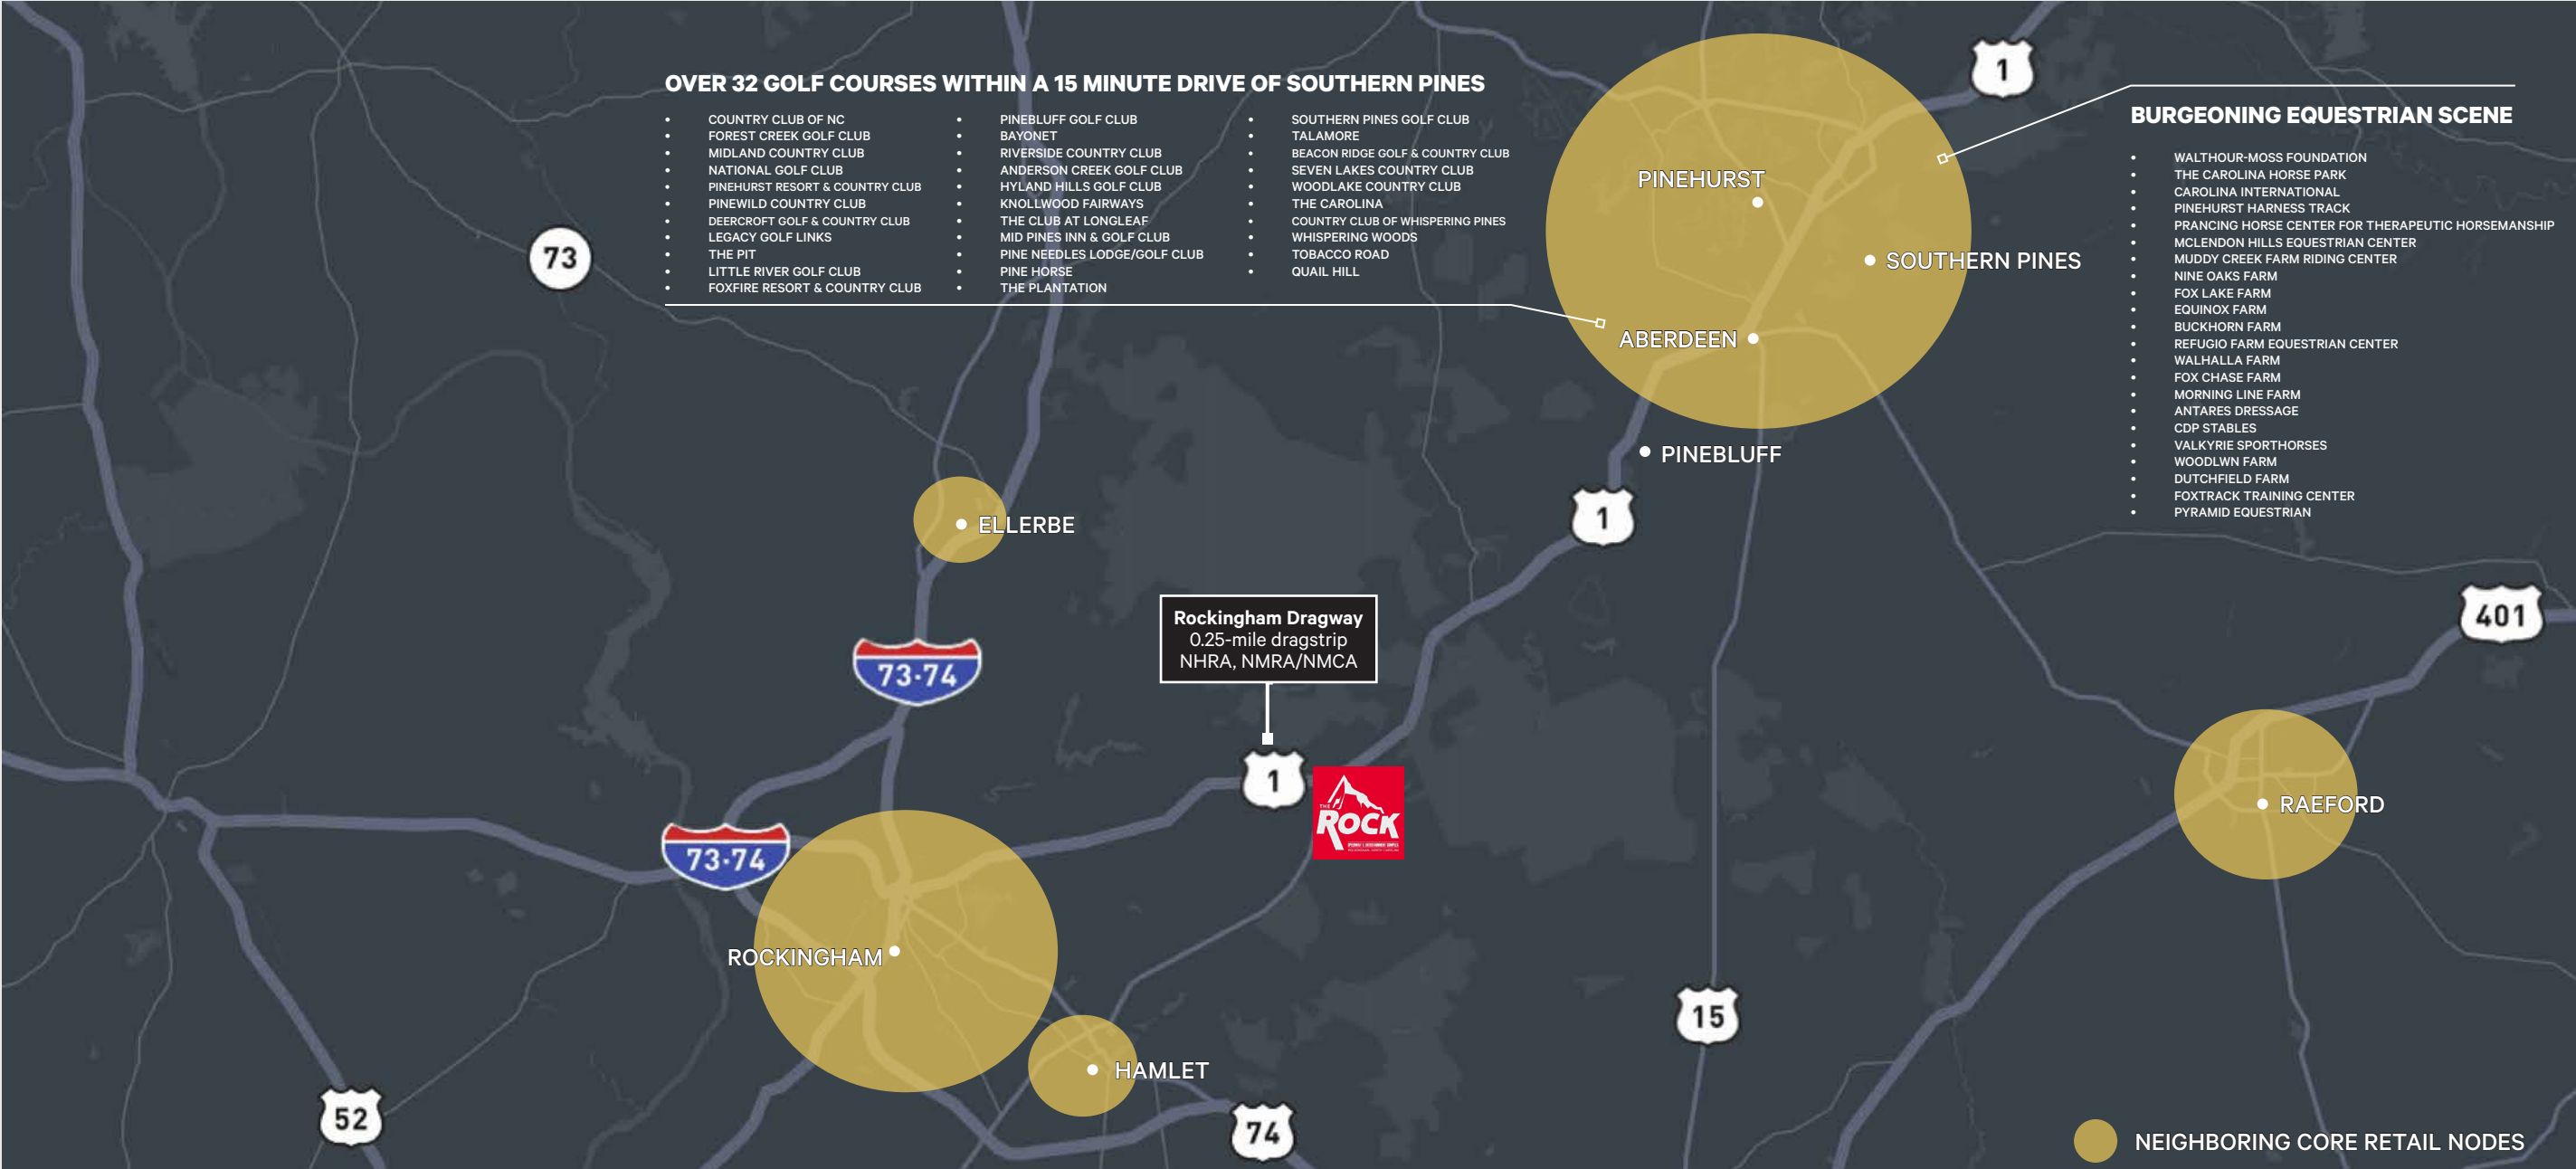 OVER 32 GOLF COURSES WITHIN A 15 MINUTE DRIVE OF SOUTHERN PINES
• COUNTRY CLUB OF NC
• FOREST CREEK GOLF CLUB
• MIDLAND COUNTRY CLUB
• NATIONAL GOLF CLUB
• PINEHURST RESORT & COUNTRY CLUB
• PINEWILD COUNTRY CLUB
• DEERCROFT GOLF & COUNTRY CLUB
• LEGACY GOLF LINKS
• THE PIT
• LITTLE RIVER GOLF CLUB
• FOXFIRE RESORT & COUNTRY CLUB
• PINEBLUFF GOLF CLUB
• BAYONET
• RIVERSIDE COUNTRY CLUB
• ANDERSON CREEK GOLF CLUB
• HYLAND HILLS GOLF CLUB
• KNOLLWOOD FAIRWAYS
• THE CLUB AT LONGLEAF
• MID PINES INN & GOLF CLUB
• PINE NEEDLES LODGE/GOLF CLUB
• PINE HORSE
• THE PLANTATION
• SOUTHERN PINES GOLF CLUB
• TALAMORE
• BEACON RIDGE GOLF & COUNTRY CLUB
• SEVEN LAKES COUNTRY CLUB
• WOODLAKE COUNTRY CLUB
• THE CAROLINA
• COUNTRY CLUB OF WHISPERING PINES
• WHISPERING WOODS
• TOBACCO ROAD
• QUAIL HILL
1
BURGEONING EQUESTRIAN SCENE
• WALTHOUR-MOSS FOUNDATION
• THE CAROLINA HORSE PARK
• CAROLINA INTERNATIONAL
• PINEHURST HARNESS TRACK
• PRANCING HORSE CENTER FOR THERAPEUTIC HORSEMANSHIP
• MCLENDON HILLS EQUESTRIAN CENTER
• MUDDY CREEK FARM RIDING CENTER
• NINE OAKS FARM
• FOX LAKE FARM
• EQUINOX FARM
• BUCKHORN FARM
• REFUGIO FARM EQUESTRIAN CENTER
• WALHALLA FARM
• FOX CHASE FARM
• MORNING LINE FARM
• ANTARES DRESSAGE
• CDP STABLES
• VALKYRIE SPORTHORSES
• WOODLWN FARM
• DUTCHFIELD FARM
• FOXTRACK TRAINING CENTER
• PYRAMID EQUESTRIAN
PINEHURST
73
SOUTHERN PINES
ABERDEEN
PINEBLUFF
1
ELLERBE
401
Rockingham Dragway
0.25-mile dragstrip
NHRA, NMRA/NMCA
73·74
1
THE
ROCK
RAEFORD
73·74
ROCKINGHAM
15
HAMLET
52
74
NEIGHBORING CORE RETAIL NODES